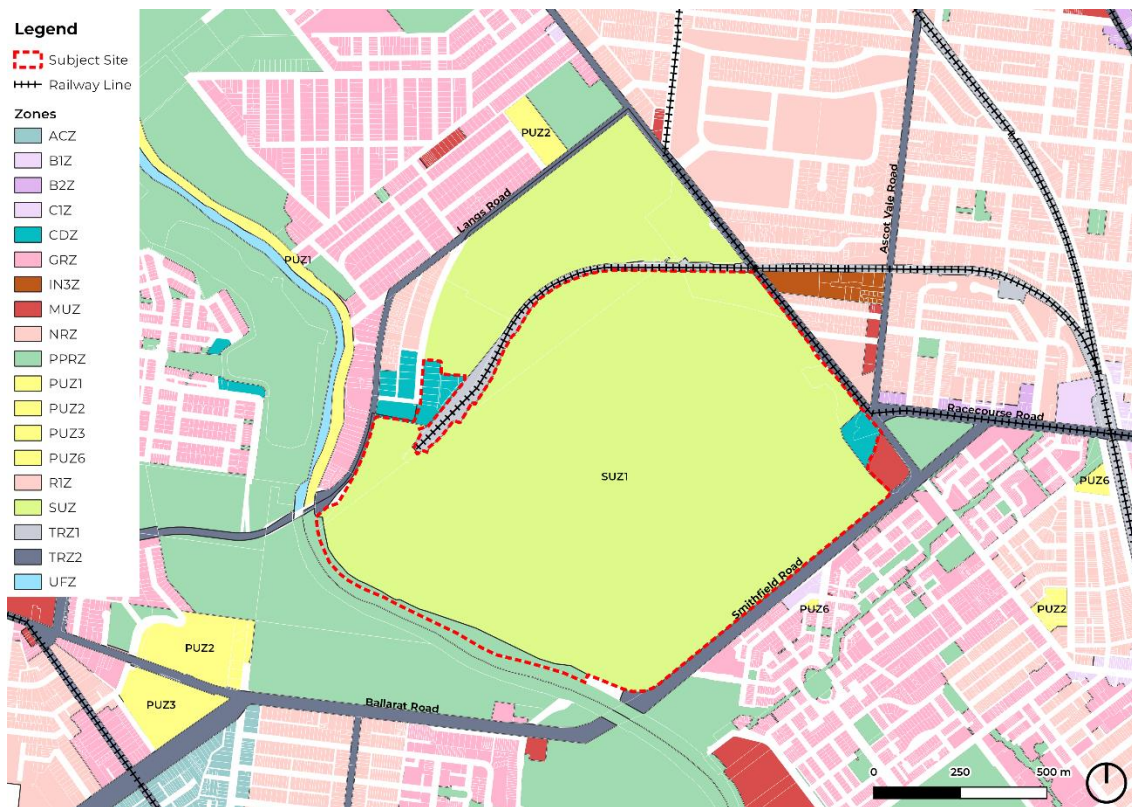 Legend
Subject Site
Railway Line
Zones
ACZ
B1Z
B2Z
C1Z
CDZ
GRZ
IN3Z
MUZ
NRZ
PPRZ
PUZ1
PUZ2
PUZ3
PUZ6
R1Z
SUZ
TRZ1
TRZ2
UFZ
PUZ2
Langs Road
Ascot Vale Road
PUZ1
Racecourse Road
SUZ1
PUZ6
Smithfield Road
PUZ6
PUZ2
PUZ2
PUZ3
Ballarat Road
0 250 500 m